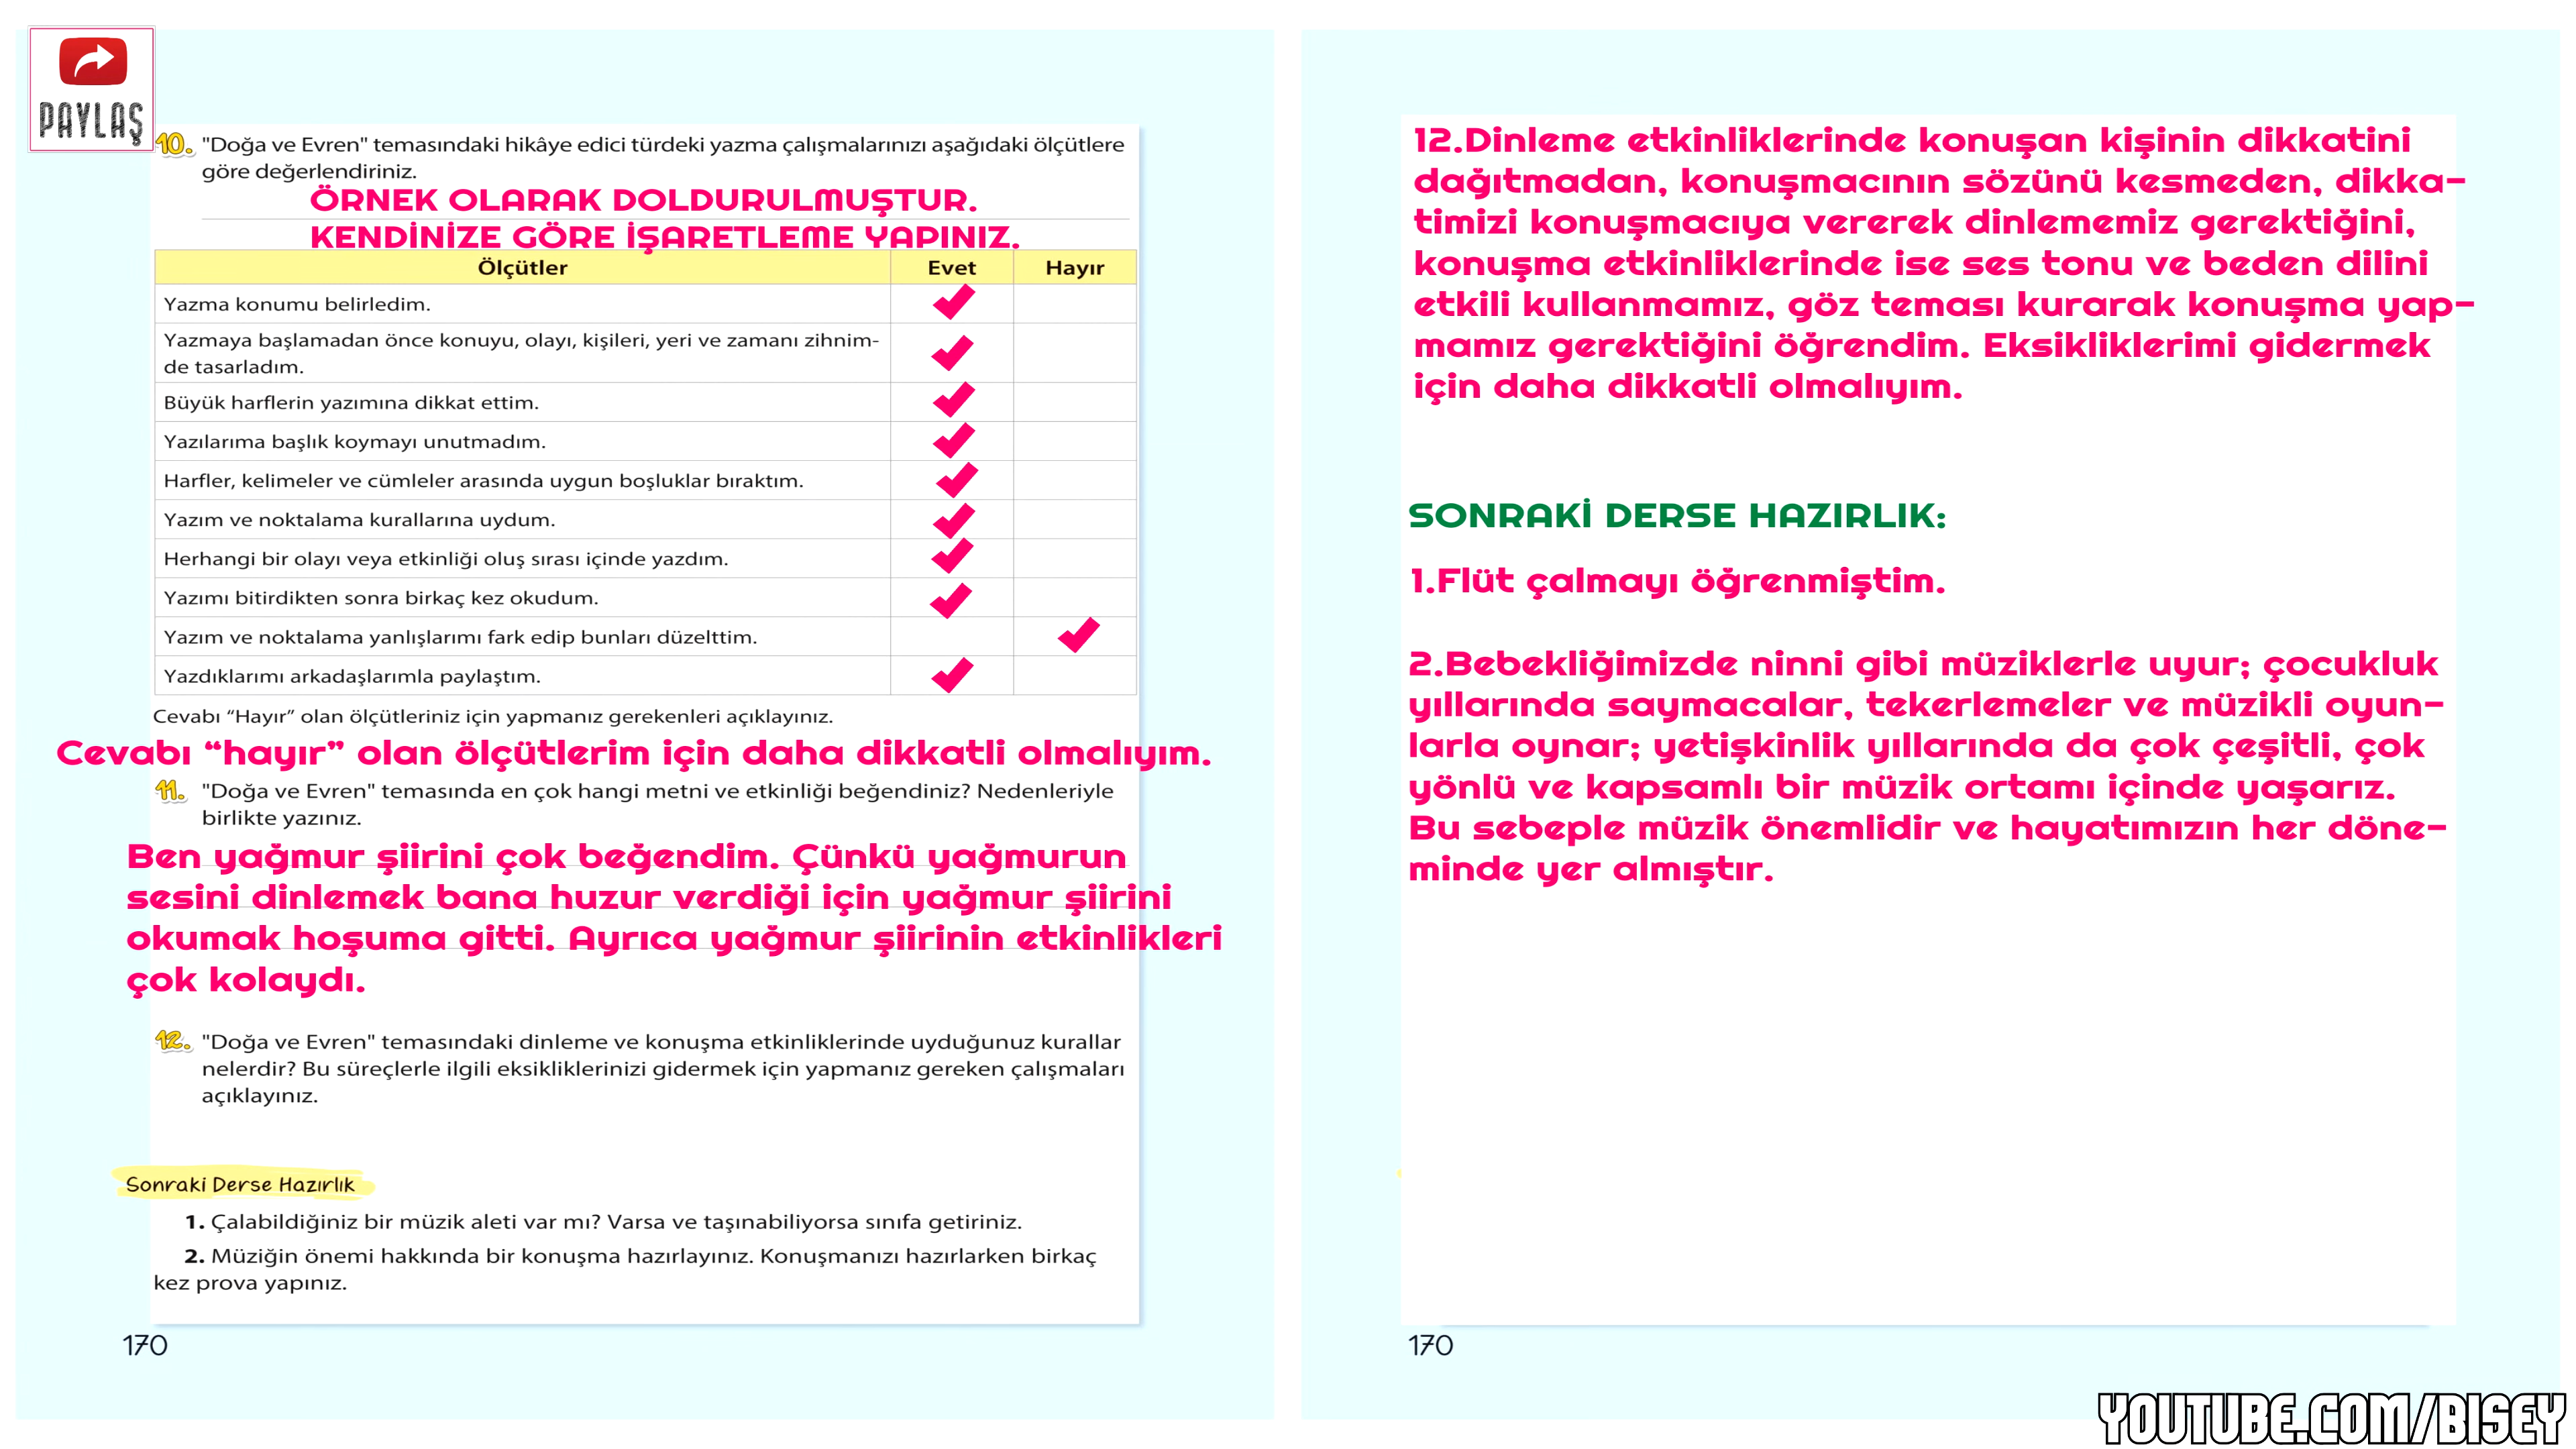 PAYLAŞ
10. "Doğa ve Evren" temasındaki hikâye edici türdeki yazma çalışmalarınızı aşağıdaki ölçütlere
göre değerlendiriniz.
ÖRNEK OLARAK DOLDURULMUŞTUR.
KENDİNİZE GÖRE İŞARETLEME YAPINIZ.
Ölçütler Evet Hayır
Yazma konumu belirledim.
Yazmaya başlamadan önce konuyu, olayı, kişileri, yeri ve zamanı zihnim-
de tasarladım.
Büyük harflerin yazımına dikkat ettim.
Yazılarıma başlık koymayı unutmadım.
Harfler, kelimeler ve cümleler arasında uygun boşluklar bıraktım.
Yazım ve noktalama kurallarına uydum.
Herhangi bir olayı veya etkinliği oluş sırası içinde yazdım.
Yazımı bitirdikten sonra birkaç kez okudum.
Yazım ve noktalama yanlışlarımı fark edip bunları düzelttim.
Yazdıklarımı arkadaşlarımla paylaştım.
Cevabı “Hayır” olan ölçütleriniz için yapmanız gerekenleri açıklayınız.
Cevabı “hayır” olan ölçütlerim için daha dikkatli olmalıyım.
11. "Doğa ve Evren" temasında en çok hangi metni ve etkinliği beğendiniz? Nedenleriyle
birlikte yazınız.
Ben yağmur şiirini çok beğendim. Çünkü yağmurun
sesini dinlemek bana huzur verdiği için yağmur şiirini
okumak hoşuma gitti. Ayrıca yağmur şiirinin etkinlikleri
çok kolaydı.
12. "Doğa ve Evren" temasındaki dinleme ve konuşma etkinliklerinde uyduğunuz kurallar
nelerdir? Bu süreçlerle ilgili eksikliklerinizi gidermek için yapmanız gereken çalışmaları
açıklayınız.
Sonraki Derse Hazırlık
1. Çalabildiğiniz bir müzik aleti var mı? Varsa ve taşınabiliyorsa sınıfa getiriniz.
2. Müziğin önemi hakkında bir konuşma hazırlayınız. Konuşmanızı hazırlarken birkaç
kez prova yapınız.
170
12.Dinleme etkinliklerinde konuşan kişinin dikkatini
dağıtmadan, konuşmacının sözünü kesmeden, dikka-
timizi konuşmacıya vererek dinlememiz gerektiğini,
konuşma etkinliklerinde ise ses tonu ve beden dilini
etkili kullanmamız, göz teması kurarak konuşma yap-
mamız gerektiğini öğrendim. Eksikliklerimi gidermek
için daha dikkatli olmalıyım.
SONRAKİ DERSE HAZIRLIK:
1.Flüt çalmayı öğrenmiştim.
2.Bebekliğimizde ninni gibi müziklerle uyur; çocukluk
yıllarında saymacalar, tekerlemeler ve müzikli oyun-
larla oynar; yetişkinlik yıllarında da çok çeşitli, çok
yönlü ve kapsamlı bir müzik ortamı içinde yaşarız.
Bu sebeple müzik önemlidir ve hayatımızın her döne-
minde yer almıştır.
170
YOUTUBE.COM/BISEY